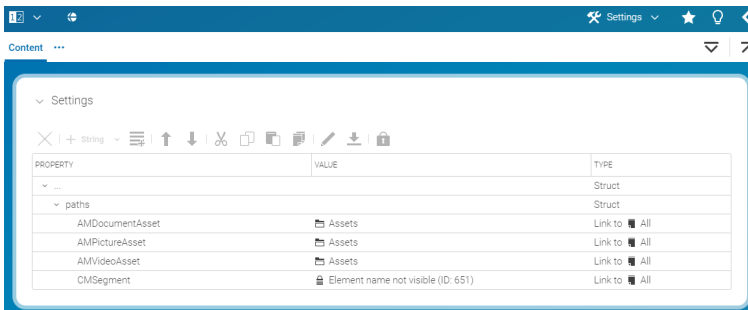 12 Settings
Content ...
Settings
String
PROPERTY VALUE TYPE
... Struct
paths Struct
AMDocumentAsset Assets Link to All
AMPictureAsset Assets Link to All
AMVideoAsset Assets Link to All
CMSegment Element name not visible (ID: 651) Link to All